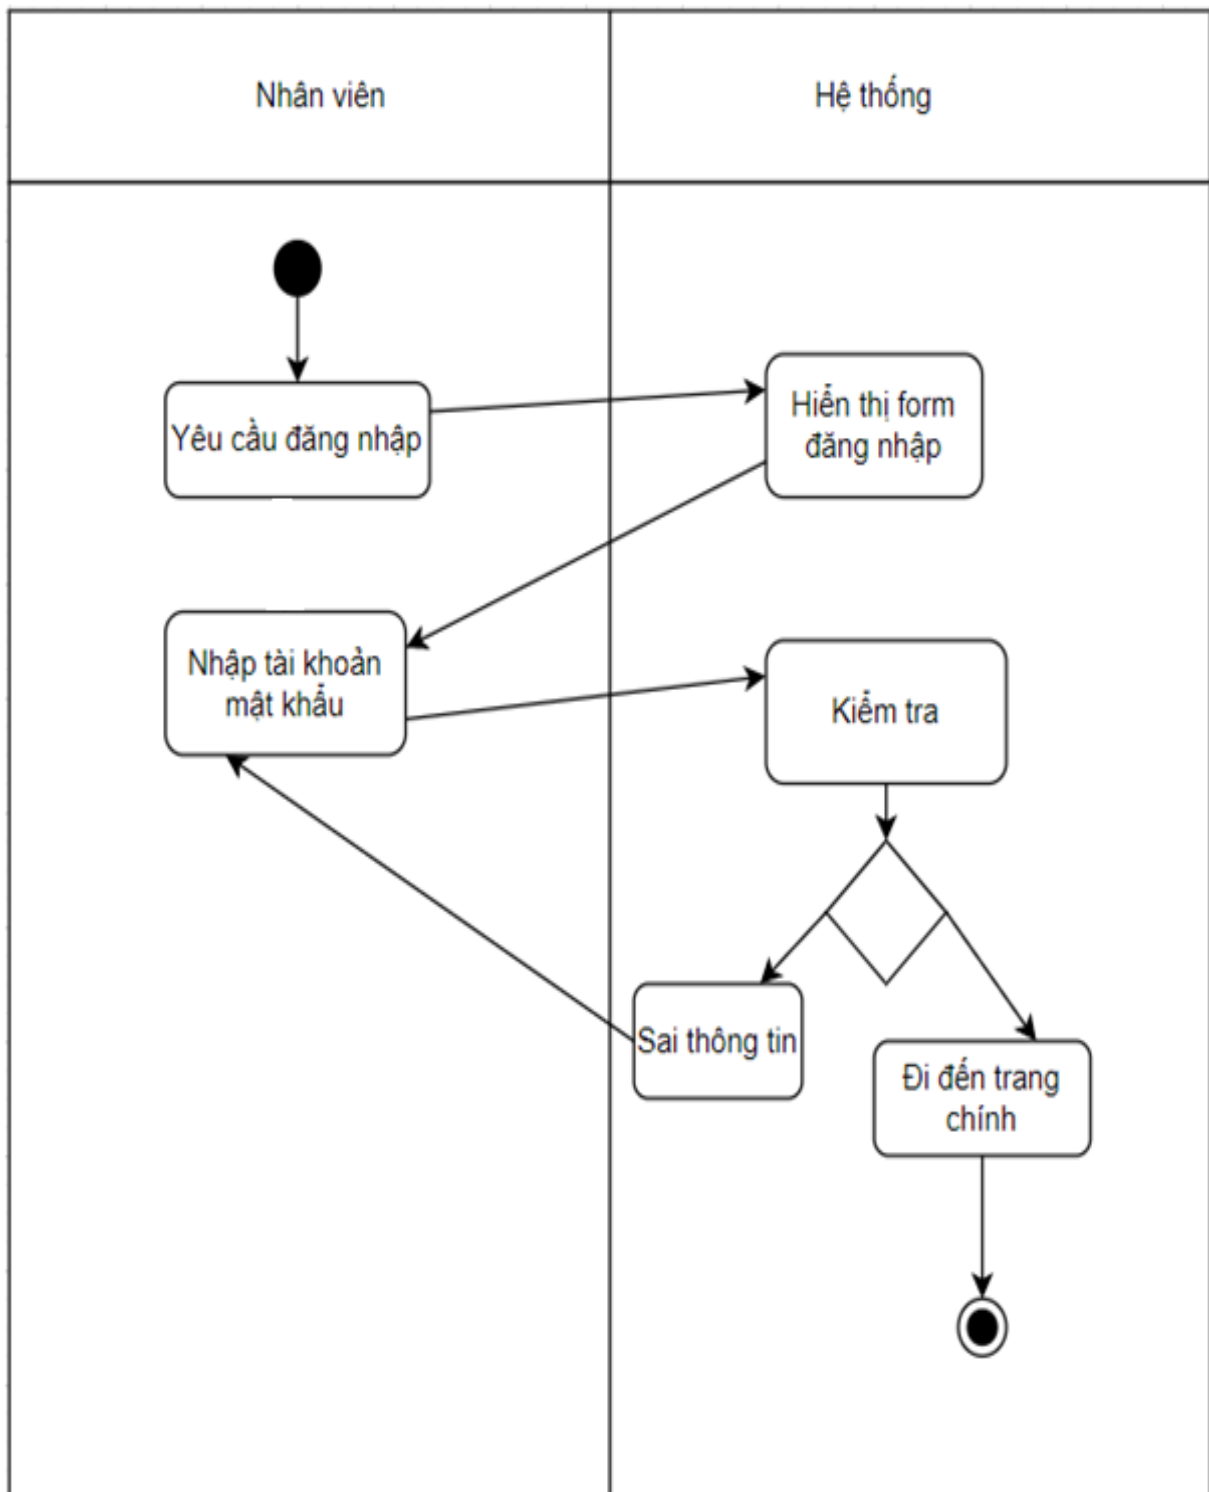 Nhân viên
Hệ thống
Yêu cầu đăng nhập
Hiển thị form
đăng nhập
Nhập tài khoản
mật khẩu
Kiểm tra
Sai thông tin
Đi đến trang
chính